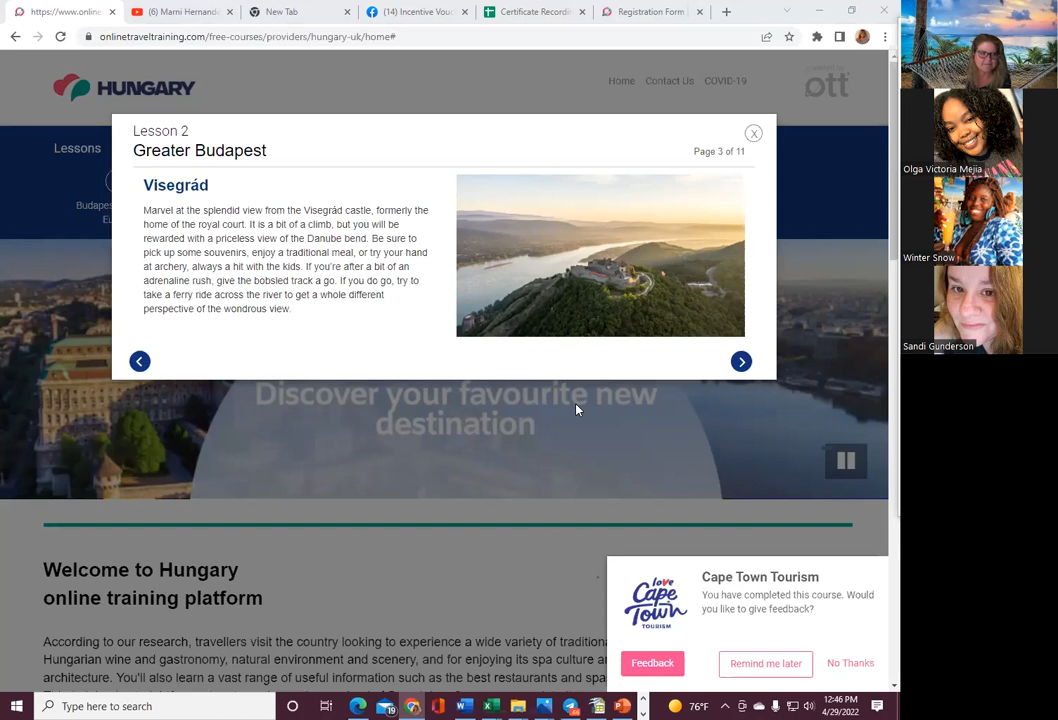 https://www.onlin
(6) Marni Hernand
New Tab
(14) Incentive Vouc
Certificate Recordin
Registration Form
onlinetraveltraining.com/free-courses/providers/hungary-uk/home#
HUNGARY
Home
Contact Us
COVID-19
ott
Lessons
Budapes
Eu
Lesson 2
Greater Budapest
Page 3 of 11
X
Visegrád
Marvel at the splendid view from the Visegrád castle, formerly the
home of the royal court. It is a bit of a climb, but you will be
rewarded with a priceless view of the Danube bend. Be sure to
pick up some souvenirs, enjoy a traditional meal, or try your hand
at archery, always a hit with the kids. If you're after a bit of an
adrenaline rush, give the bobsled track a go. If you do go, try to
take a ferry ride across the river to get a whole different
perspective of the wondrous view.
Discover your favourite new
destination
Welcome to Hungary
online training platform
According to our research, travellers visit the country looking to experience a wide variety of traditiona
Hungarian wine and gastronomy, natural environment and scenery, and for enjoying its spa culture a
architecture. You'll also learn a vast range of useful information such as the best restaurants and spa
love
Cape
Town
TOURISM
Cape Town Tourism
You have completed this course. Would
you like to give feedback?
Feedback
Remind me later
No Thanks
Olga Victoria Mejia
Winter Snow
Sandi Gunderson
Type here to search
19
76°F
12:46 PM
4/29/2022